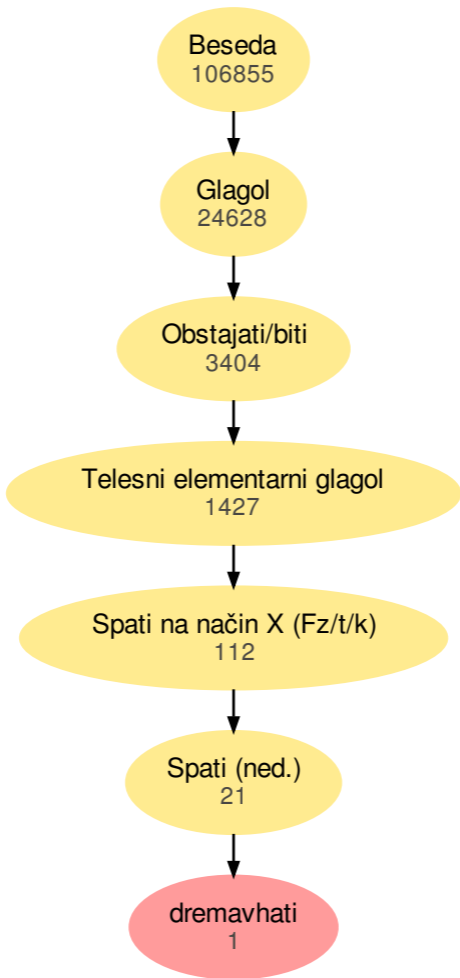 Beseda
106855
Glagol
24628
Obstajati/biti
3404
Telesni elementarni glagol
1427
Spati na način X (Fz/t/k)
112
Spati (ned.)
21
dremavhati
1